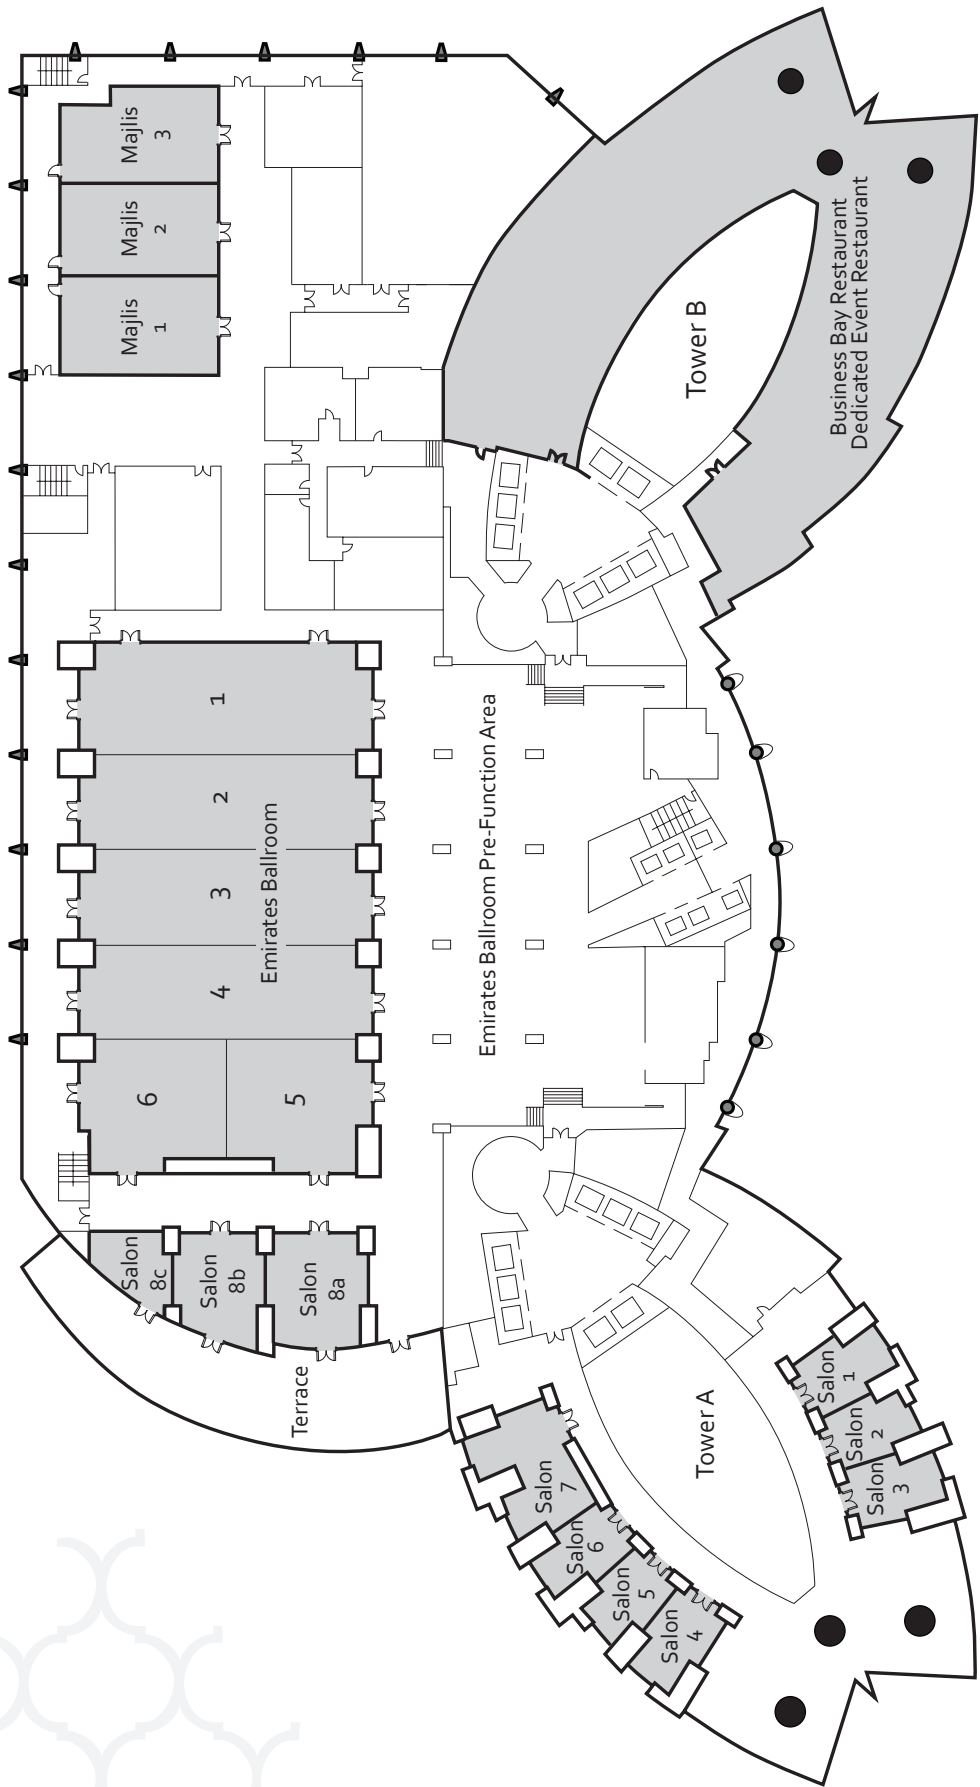 Majlis
3
Majlis
2
Majlis
1
Tower B
Business Bay Restaurant
Dedicated Event Restaurant
1
2
3
4
Emirates Ballroom
6
5
Emirates Ballroom Pre-Function Area
Salon
8c
Salon
8b
Salon
8a
Terrace
Tower A
Salon
7
Salon
6
Salon
5
Salon
4
Salon
1
Salon
2
Salon
3